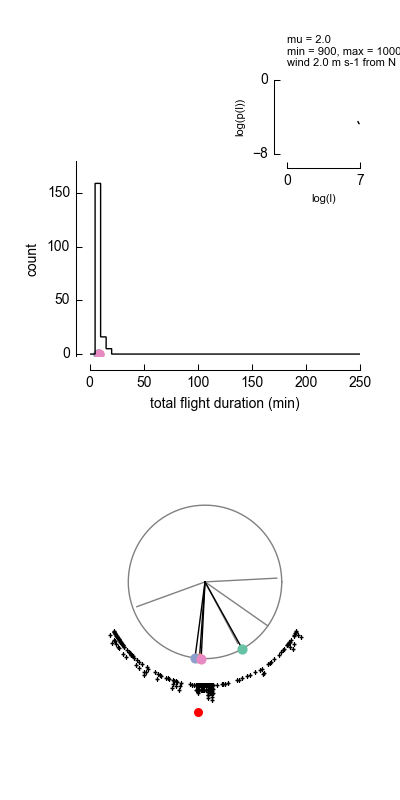 mu = 2.0
min = 900, max = 1000
wind 2.0 m s-1 from N
0
log(p(l))
−8
0
7
log(l)
150
count
100
50
0
0
50
100
150
200
250
total flight duration (min)